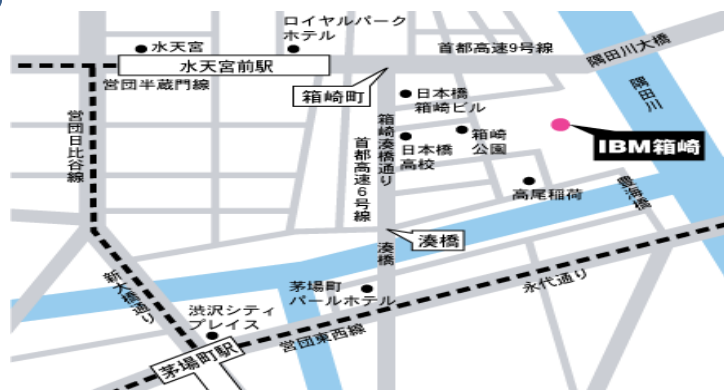 ロイヤルパーク
ホテル
水天宮
首都高速9号線
隅田川大橋
水天宮前駅
営団半蔵門線
箱崎町
日本橋
箱崎ビル
隅田川
営団日比谷線
箱崎湊橋通り
首都高速6号線
日本橋
高校
箱崎
公園
IBM箱崎
高尾稲荷
豊海橋
湊橋
湊橋
新大橋通り
茅場町
パールホテル
永代通り
渋沢シティ
プレイス
営団東西線
茅場町駅